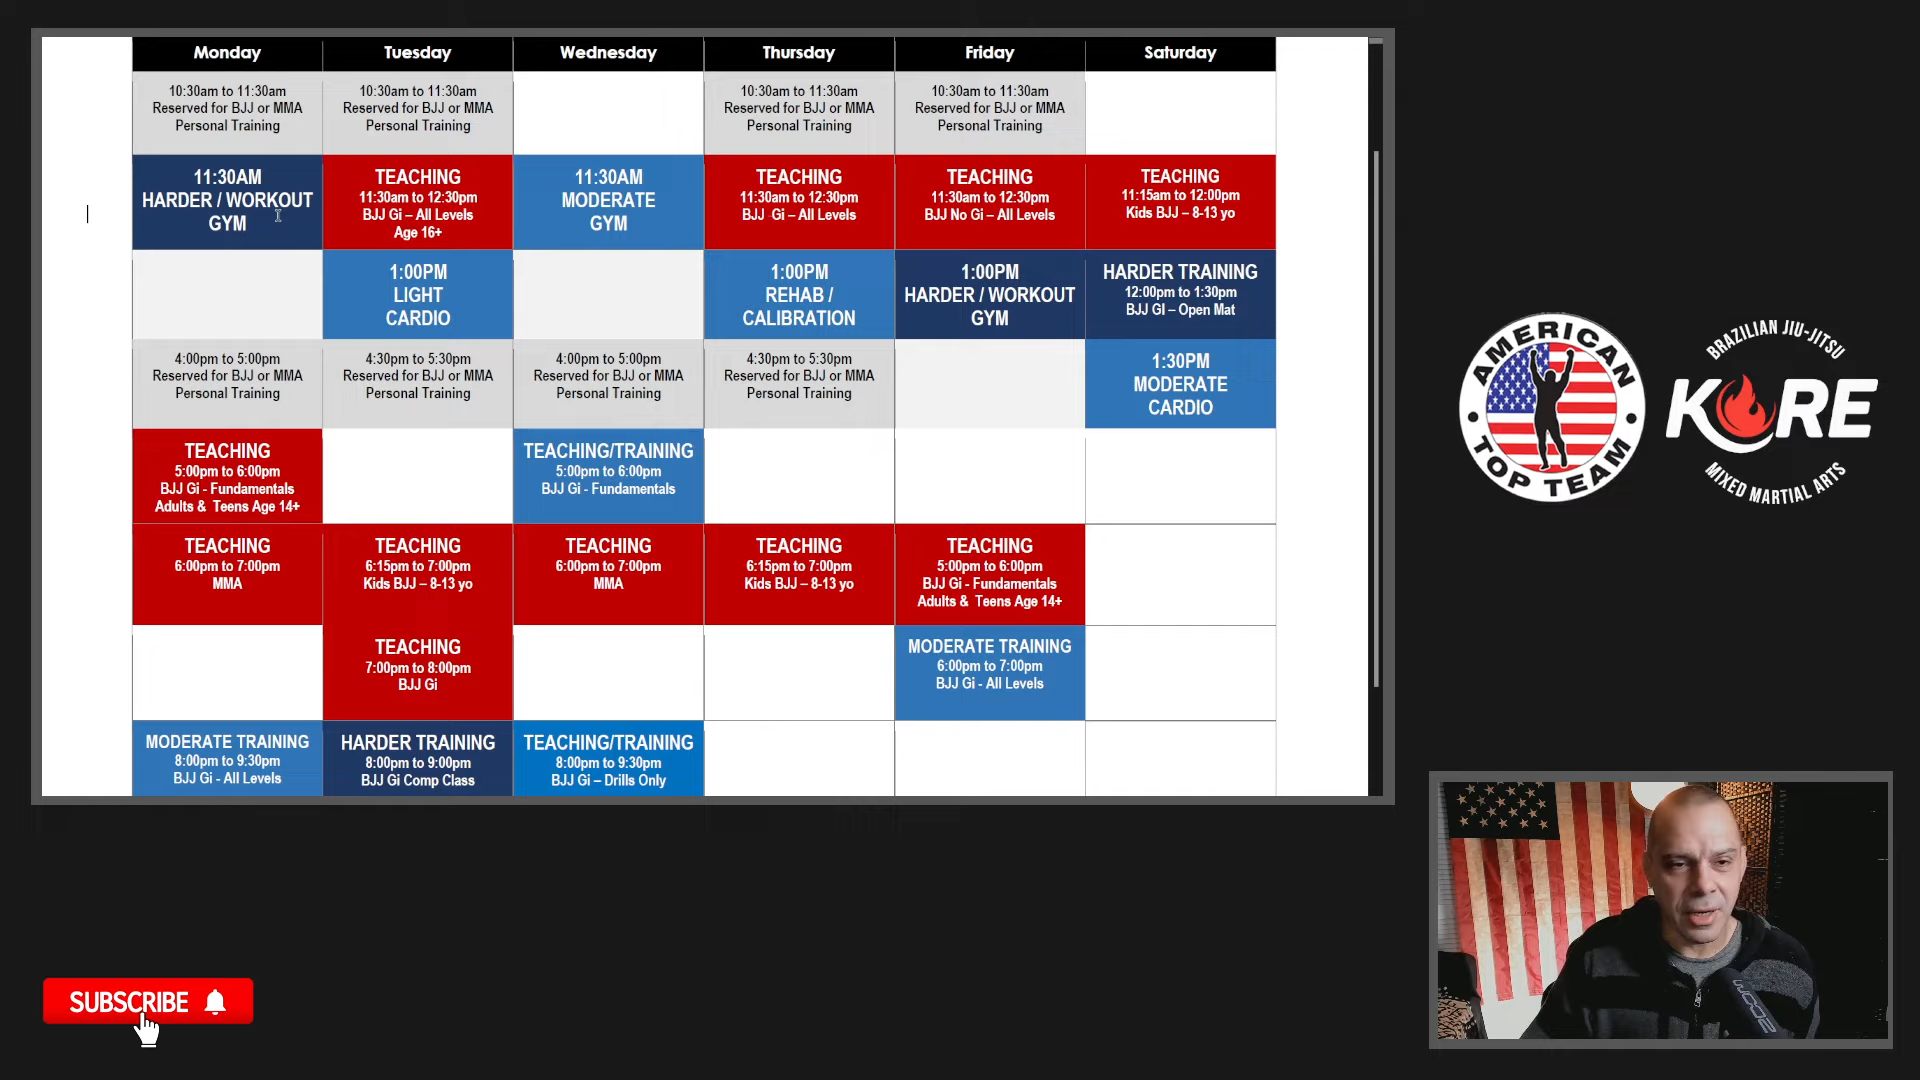 Monday
Tuesday
Wednesday
Thursday
Friday
Saturday
10:30am to 11:30am
Reserved for BJJ or MMA
Personal Training
10:30am to 11:30am
Reserved for BJJ or MMA
Personal Training
10:30am to 11:30am
Reserved for BJJ or MMA
Personal Training
10:30am to 11:30am
Reserved for BJJ or MMA
Personal Training
11:30AM
HARDER / WORKOUT
GYM
TEACHING
11:30am to 12:30pm
BJJ Gi – All Levels
Age 16+
11:30AM
MODERATE
GYM
TEACHING
11:30am to 12:30pm
BJJ Gi – All Levels
TEACHING
11:30am to 12:30pm
BJJ No Gi – All Levels
TEACHING
11:15am to 12:00pm
Kids BJJ – 8-13 yo
1:00PM
LIGHT
CARDIO
1:00PM
REHAB /
CALIBRATION
1:00PM
HARDER / WORKOUT
GYM
HARDER TRAINING
12:00pm to 1:30pm
BJJ GI – Open Mat
4:00pm to 5:00pm
Reserved for BJJ or MMA
Personal Training
4:30pm to 5:30pm
Reserved for BJJ or MMA
Personal Training
4:00pm to 5:00pm
Reserved for BJJ or MMA
Personal Training
4:30pm to 5:30pm
Reserved for BJJ or MMA
Personal Training
1:30PM
MODERATE
CARDIO
TEACHING
5:00pm to 6:00pm
BJJ Gi - Fundamentals
Adults & Teens Age 14+
TEACHING/TRAINING
5:00pm to 6:00pm
BJJ Gi - Fundamentals
TEACHING
6:00pm to 7:00pm
MMA
TEACHING
6:15pm to 7:00pm
Kids BJJ – 8-13 yo
TEACHING
6:00pm to 7:00pm
MMA
TEACHING
6:15pm to 7:00pm
Kids BJJ – 8-13 yo
TEACHING
5:00pm to 6:00pm
BJJ Gi - Fundamentals
Adults & Teens Age 14+
TEACHING
7:00pm to 8:00pm
BJJ Gi
MODERATE TRAINING
6:00pm to 7:00pm
BJJ Gi - All Levels
MODERATE TRAINING
8:00pm to 9:30pm
BJJ Gi - All Levels
HARDER TRAINING
8:00pm to 9:00pm
BJJ Gi Comp Class
TEACHING/TRAINING
8:00pm to 9:30pm
BJJ Gi – Drills Only
AMERICAN
TOP TEAM
BRAZILIAN JIU-JITSU
KORE
MIXED MARTIAL ARTS
SUBSCRIBE
ZOOM